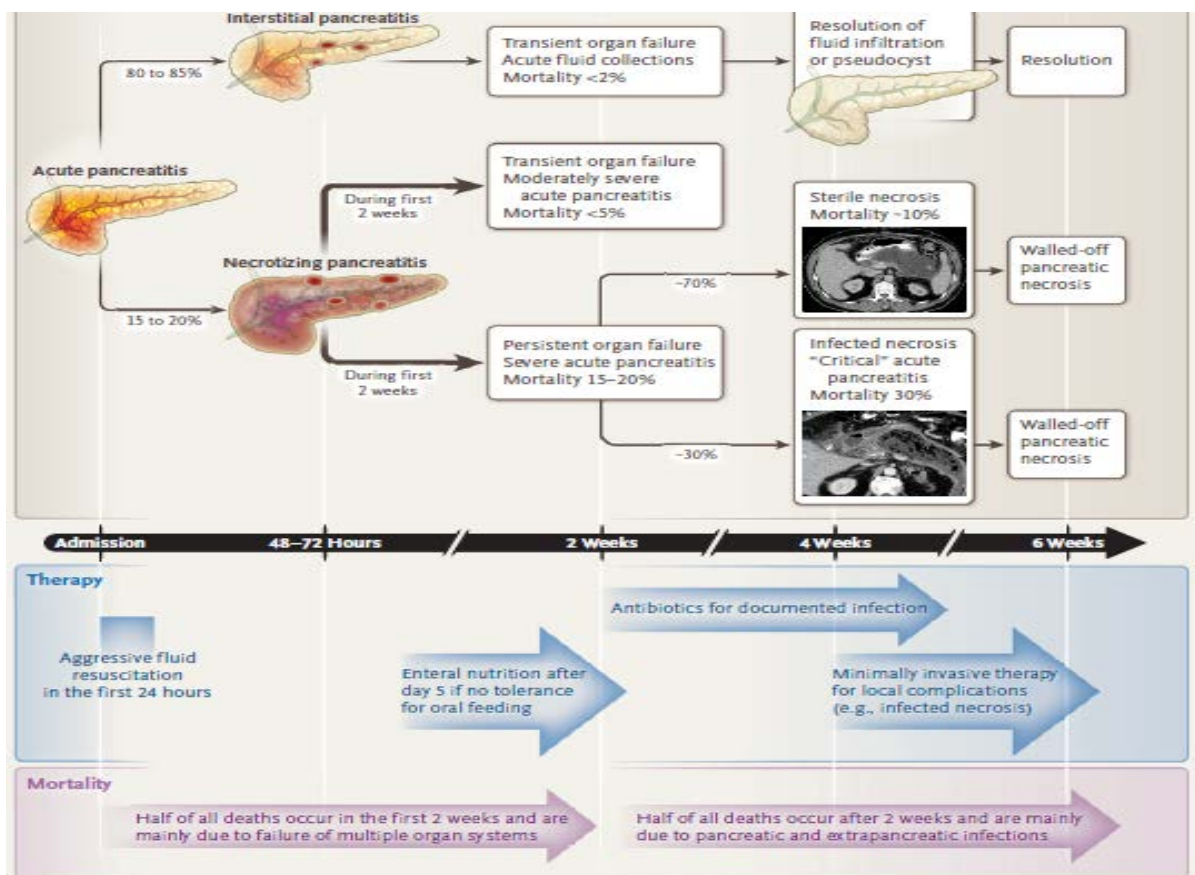 Interstitial pancreatitis
80 to 85%
Transient organ failure
Acute fluid collections
Mortality <2%
Resolution of
fluid infiltration
or pseudocyst
Resolution
Acute pancreatitis
15 to 20%
Necrotizing pancreatitis
During first
2 weeks
Transient organ failure
Moderately severe
acute pancreatitis
Mortality <5%
During first
2 weeks
Persistent organ failure
Severe acute pancreatitis
Mortality 15–20%
~70%
Sterile necrosis
Mortality ~10%
Walled-off
pancreatic
necrosis
~30%
Infected necrosis
“Critical” acute
pancreatitis
Mortality 30%
Walled-off
pancreatic
necrosis
Admission
48–72 Hours
2 Weeks
4 Weeks
6 Weeks
Therapy
Aggressive fluid
resuscitation
in the first 24 hours
Enteral nutrition after
day 5 if no tolerance
for oral feeding
Antibiotics for documented infection
Minimally invasive therapy
for local complications
(e.g., infected necrosis)
Mortality
Half of all deaths occur in the first 2 weeks and are
mainly due to failure of multiple organ systems
Half of all deaths occur after 2 weeks and are mainly
due to pancreatic and extrapancreatic infections